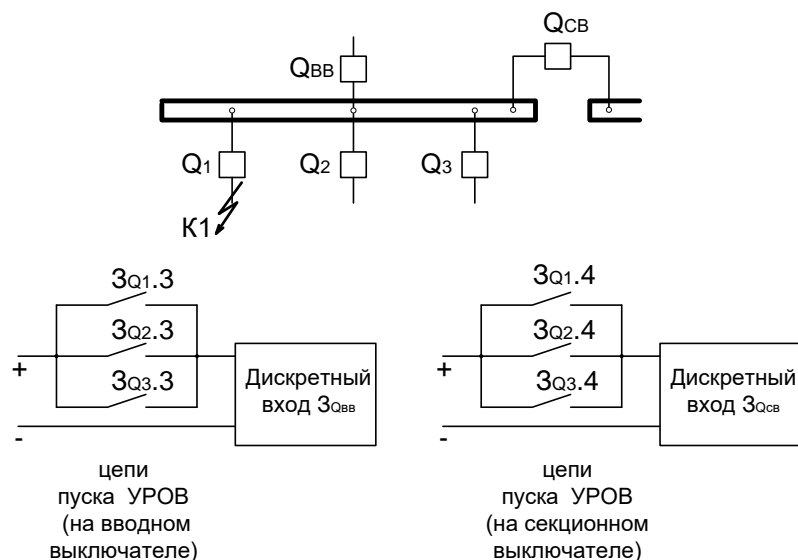 QСВ
QВВ
Q1
Q2
Q3
К1
ЗQ1.3
ЗQ2.3
ЗQ3.3
+
-
Дискретный
вход ЗQвв
цепи
пуска УРОВ
(на вводном
выключателе)
ЗQ1.4
ЗQ2.4
ЗQ3.4
+
-
Дискретный
вход ЗQсв
цепи
пуска УРОВ
(на секционном
выключателе)